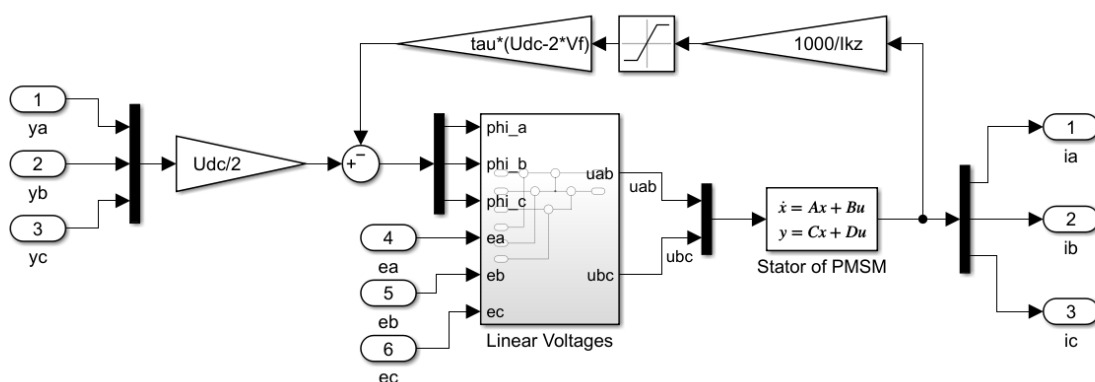 tau*(Udc-2*Vf)
1000/Ikz
1
ya
2
yb
3
yc
Udc/2
+
−
phi_a
phi_b
phi_c
ea
eb
ec
uab
ubc
Linear Voltages
4
ea
5
eb
6
ec
uab
ubc
ẋ = Ax + Bu
y = Cx + Du
Stator of PMSM
1
ia
2
ib
3
ic